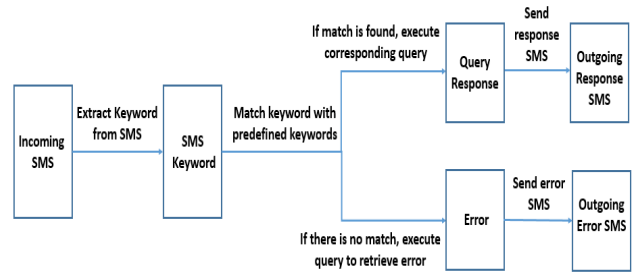 Incoming
SMS
Extract Keyword
from SMS
SMS
Keyword
Match keyword with
predefined keywords
If match is found, execute
corresponding query
Query
Response
Send
response
SMS
Outgoing
Response
SMS
If there is no match, execute
query to retrieve error
Error
Send error
SMS
Outgoing
Error SMS